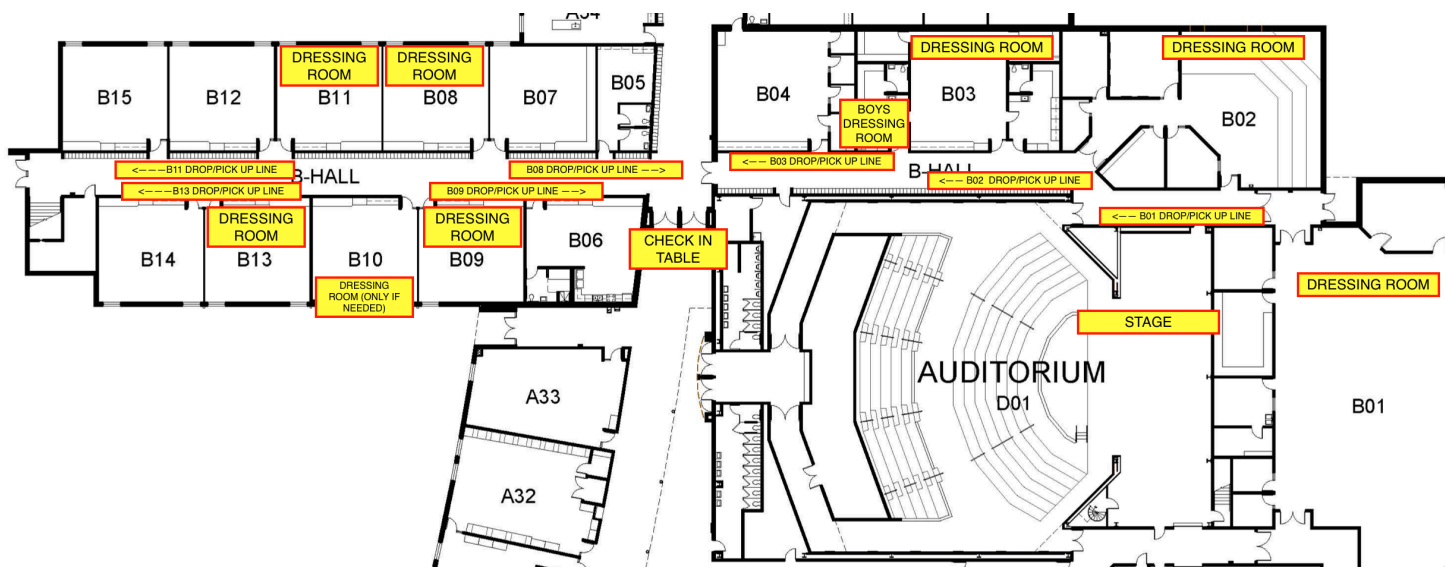 A34
DRESSING
ROOM
DRESSING
ROOM
DRESSING ROOM
DRESSING ROOM
B15
B12
B11
B08
B07
B05
B04
B03
B02
BOYS
DRESSING
ROOM
<---B11 DROP/PICK UP LINE
B08 DROP/PICK UP LINE -->
<--- B03 DROP/PICK UP LINE
B-HALL
B-HALL
<-- B02 DROP/PICK UP LINE
<---B13 DROP/PICK UP LINE
B09 DROP/PICK UP LINE -->
<-- B01 DROP/PICK UP LINE
DRESSING
ROOM
DRESSING
ROOM
CHECK IN
TABLE
B14
B13
B10
B09
B06
DRESSING
ROOM (ONLY IF
NEEDED)
DRESSING ROOM
STAGE
AUDITORIUM
D01
A33
B01
A32